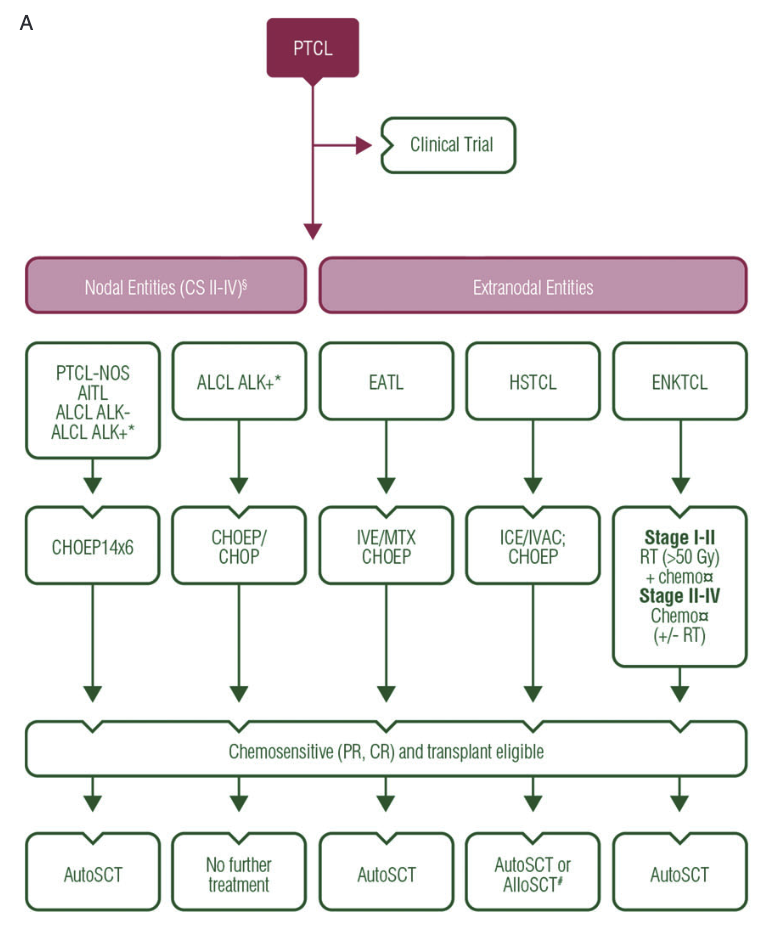 A
PTCL
Clinical Trial
Nodal Entities (CS II-IV)§
Extranodal Entities
PTCL-NOS
AITL
ALCL ALK-
ALCL ALK+*
ALCL ALK+*
EATL
HSTCL
ENKTCL
CHOEP14x6
CHOEP/
CHOP
IVE/MTX
CHOEP
ICE/IVAC;
CHOEP
Stage I-II
RT (>50 Gy)
+ chemo¤
Stage II-IV
Chemo¤
(+/- RT)
Chemosensitive (PR, CR) and transplant eligible
AutoSCT
No further
treatment
AutoSCT
AutoSCT or
AlloSCT#
AutoSCT